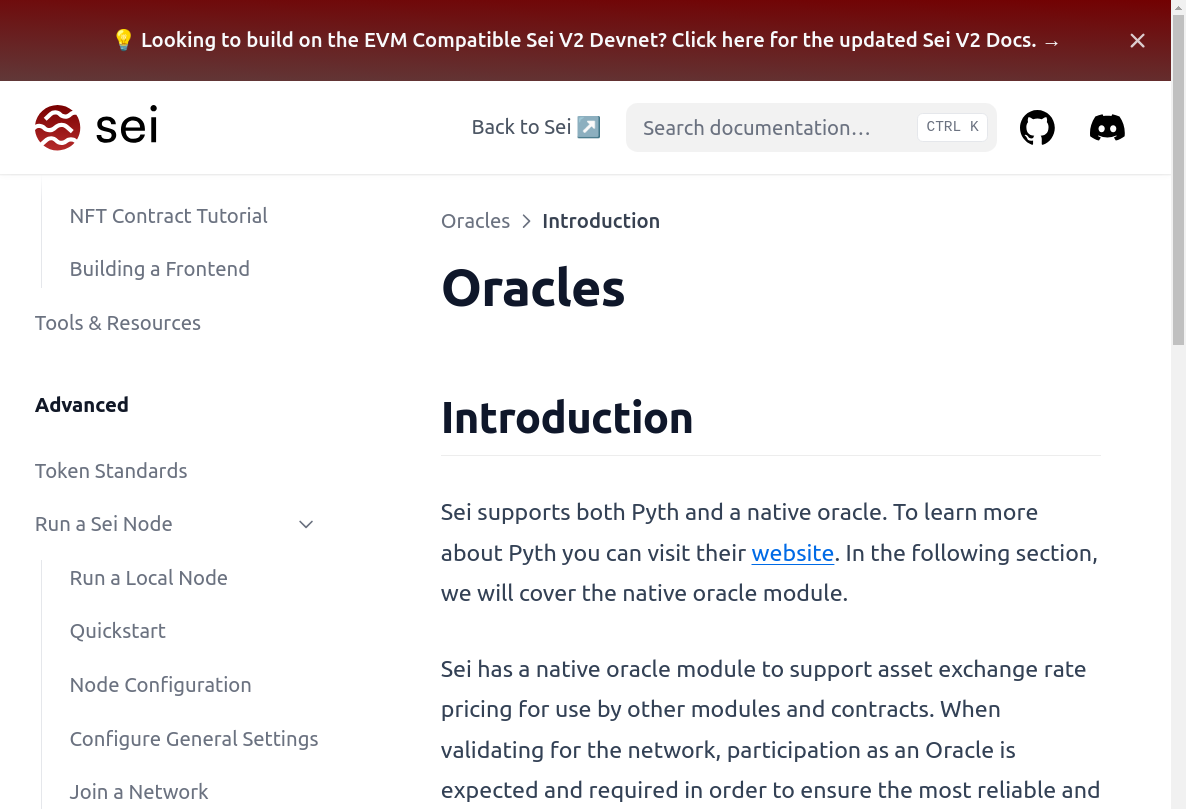 💡 Looking to build on the EVM Compatible Sei V2 Devnet? Click here for the updated Sei V2 Docs. →
sei
Back to Sei ↗️
Search documentation…
CTRL K
NFT Contract Tutorial
Building a Frontend
Tools & Resources
Advanced
Token Standards
Run a Sei Node
Run a Local Node
Quickstart
Node Configuration
Configure General Settings
Join a Network
Oracles > Introduction
Oracles
Introduction
Sei supports both Pyth and a native oracle. To learn more
about Pyth you can visit their website. In the following section,
we will cover the native oracle module.
Sei has a native oracle module to support asset exchange rate
pricing for use by other modules and contracts. When
validating for the network, participation as an Oracle is
expected and required in order to ensure the most reliable and